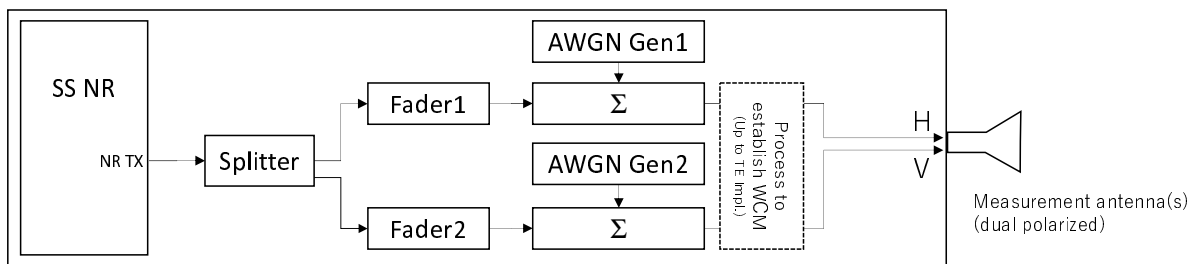 SS NR
NR TX
Splitter
Fader1
Fader2
AWGN Gen1
Σ
AWGN Gen2
Σ
Process to
establish WCM
(Up to TE Impl.)
H
V
Measurement antenna(s)
(dual polarized)